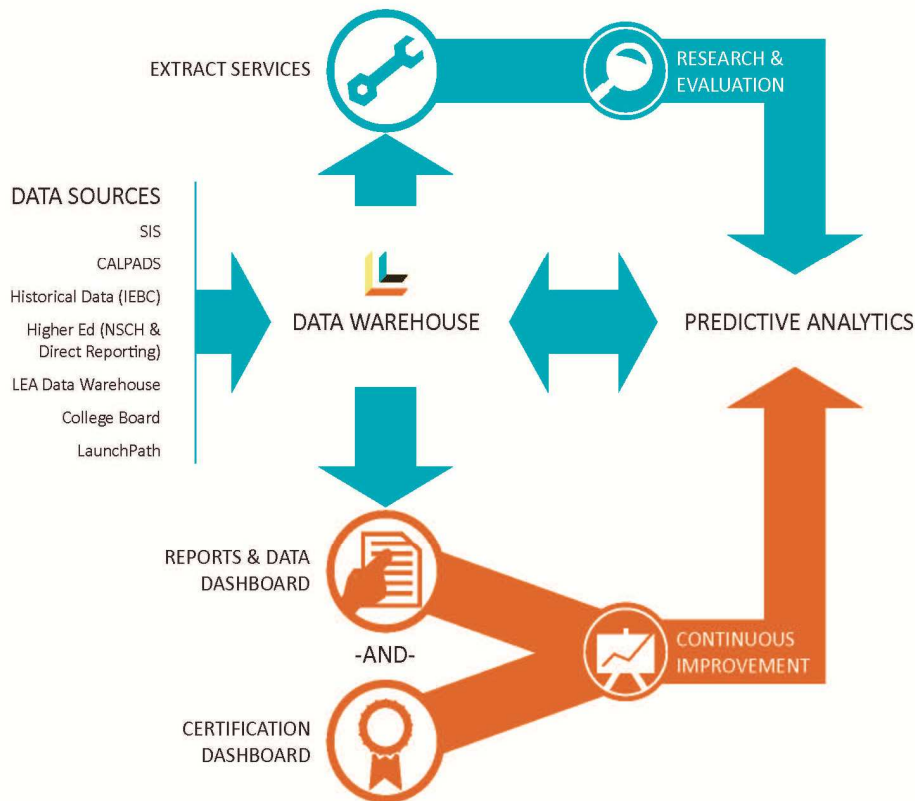 EXTRACT SERVICES
RESEARCH &
EVALUATION
DATA SOURCES
SIS
CALPADS
Historical Data (IEBC)
Higher Ed (NSCH &
Direct Reporting)
LEA Data Warehouse
College Board
LaunchPath
DATA WAREHOUSE
PREDICTIVE ANALYTICS
REPORTS & DATA
DASHBOARD
-AND-
CERTIFICATION
DASHBOARD
CONTINUOUS
IMPROVEMENT